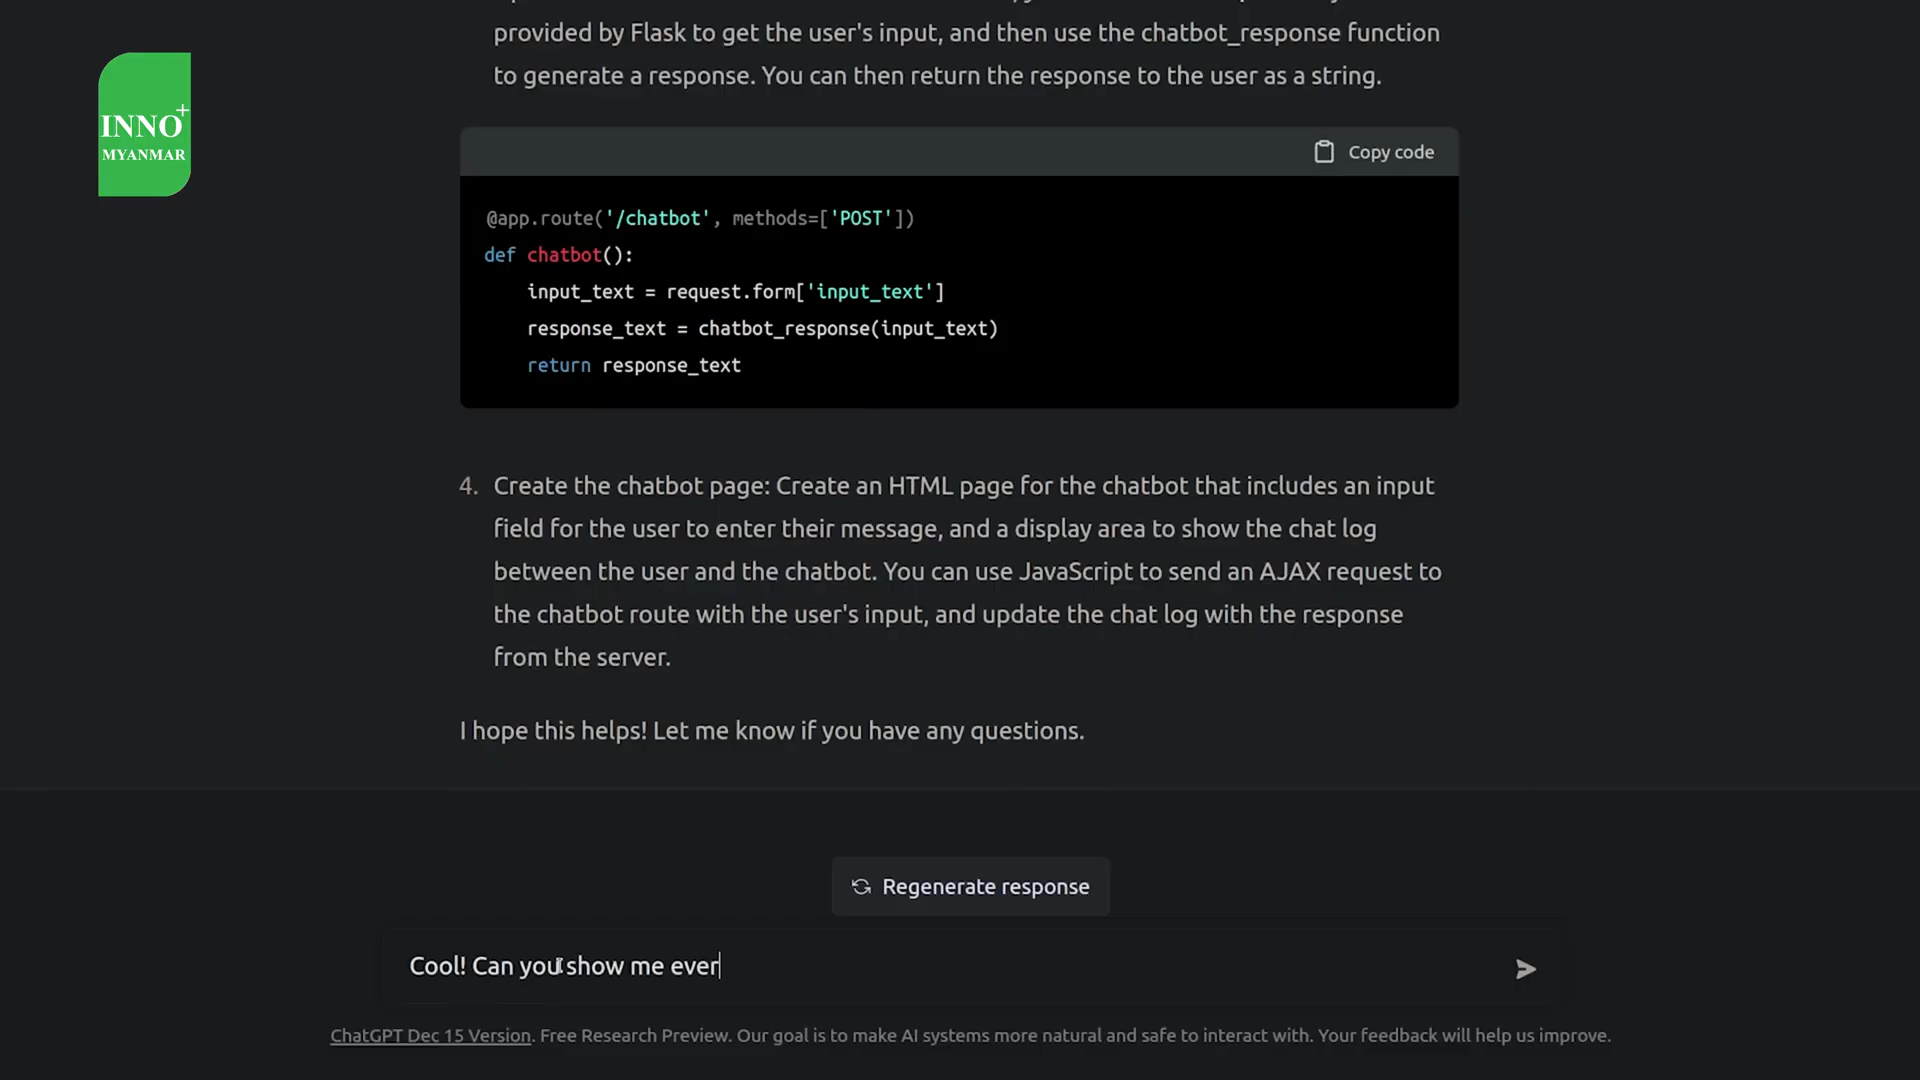 provided by Flask to get the user's input, and then use the chatbot_response function
to generate a response. You can then return the response to the user as a string.
INNO+
MYANMAR
Copy code
@app.route('/chatbot', methods=['POST'])
def chatbot():
    input_text = request.form['input_text']
    response_text = chatbot_response(input_text)
    return response_text
4. Create the chatbot page: Create an HTML page for the chatbot that includes an input
field for the user to enter their message, and a display area to show the chat log
between the user and the chatbot. You can use JavaScript to send an AJAX request to
the chatbot route with the user's input, and update the chat log with the response
from the server.
I hope this helps! Let me know if you have any questions.
Regenerate response
Cool! Can you show me ever
ChatGPT Dec 15 Version. Free Research Preview. Our goal is to make AI systems more natural and safe to interact with. Your feedback will help us improve.